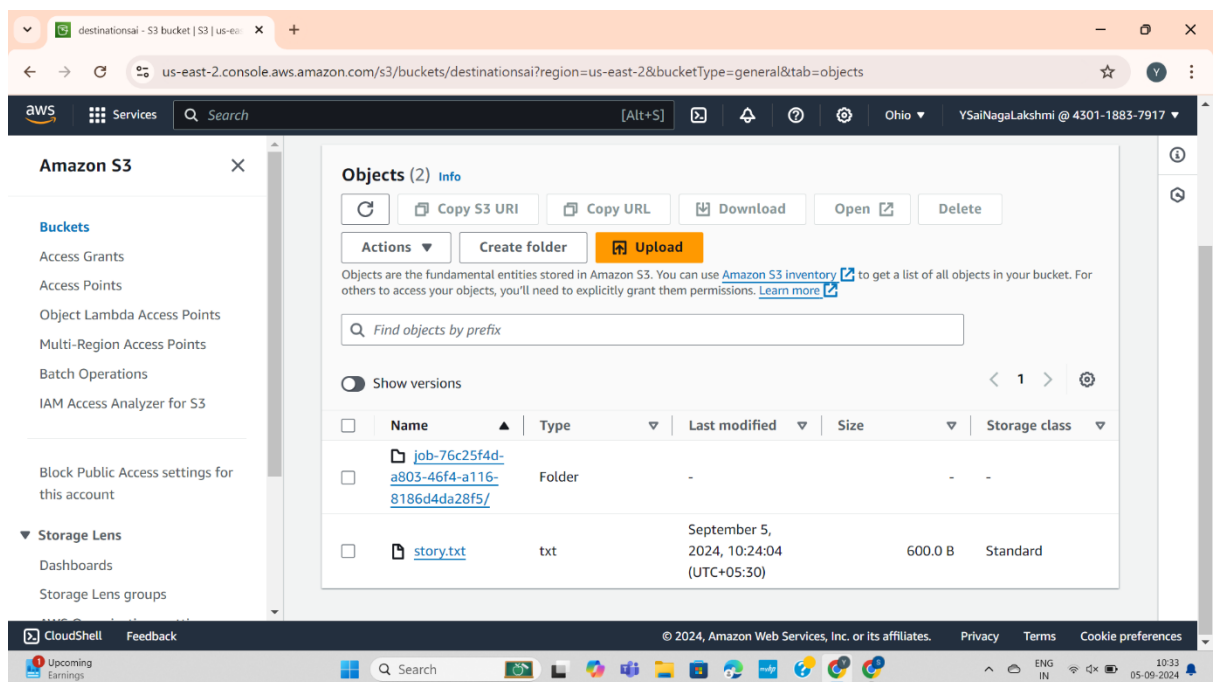 destinationsai - S3 bucket | S3 | us-ea
us-east-2.console.aws.amazon.com/s3/buckets/destinationsai?region=us-east-2&bucketType=general&tab=objects
Y
aws
Services
Search
[Alt+S]
Ohio ▼
YSaiNagaLakshmi @ 4301-1883-7917 ▼
Amazon S3
Buckets
Access Grants
Access Points
Object Lambda Access Points
Multi-Region Access Points
Batch Operations
IAM Access Analyzer for S3
Block Public Access settings for
this account
▼ Storage Lens
Dashboards
Storage Lens groups
Objects (2) Info
Copy S3 URI
Copy URL
Download
Open
Delete
Actions ▼
Create folder
Upload
Objects are the fundamental entities stored in Amazon S3. You can use Amazon S3 inventory to get a list of all objects in your bucket. For
others to access your objects, you'll need to explicitly grant them permissions. Learn more
Find objects by prefix
Show versions
1
Name Type Last modified Size Storage class
job-76c25f4d-
a803-46f4-a116-
8186d4da28f5/
Folder
-
-
-
story.txt
txt
September 5,
2024, 10:24:04
(UTC+05:30)
600.0 B
Standard
CloudShell
Feedback
© 2024, Amazon Web Services, Inc. or its affiliates.
Privacy
Terms
Cookie preferences
1
Upcoming
Earnings
Search
ENG
IN
10:33
05-09-2024